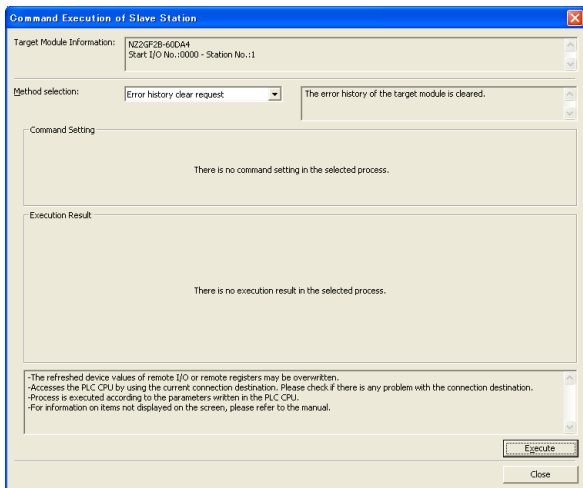 Command Execution of Slave Station
Target Module Information:
NZ2GF2B-60DA4
Start I/O No.:0000 - Station No.:1
Method selection:
Error history clear request
The error history of the target module is cleared.
Command Setting
There is no command setting in the selected process.
Execution Result
There is no execution result in the selected process.
-The refreshed device values of remote I/O or remote registers may be overwritten.
-Accesses the PLC CPU by using the current connection destination. Please check if there is any problem with the connection destination.
-Process is executed according to the parameters written in the PLC CPU.
-For information on items not displayed on the screen, please refer to the manual.
Execute
Close